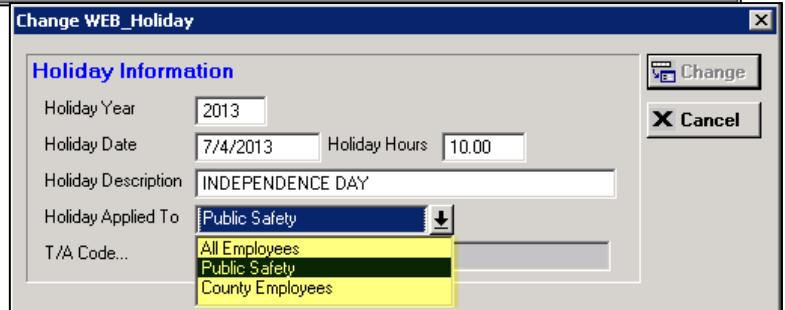 Change WEB_Holiday
Holiday Information
Change
Holiday Year 2013
Cancel
Holiday Date 7/4/2013 Holiday Hours 10.00
Holiday Description INDEPENDENCE DAY
Holiday Applied To Public Safety
T/A Code...
All Employees
Public Safety
County Employees